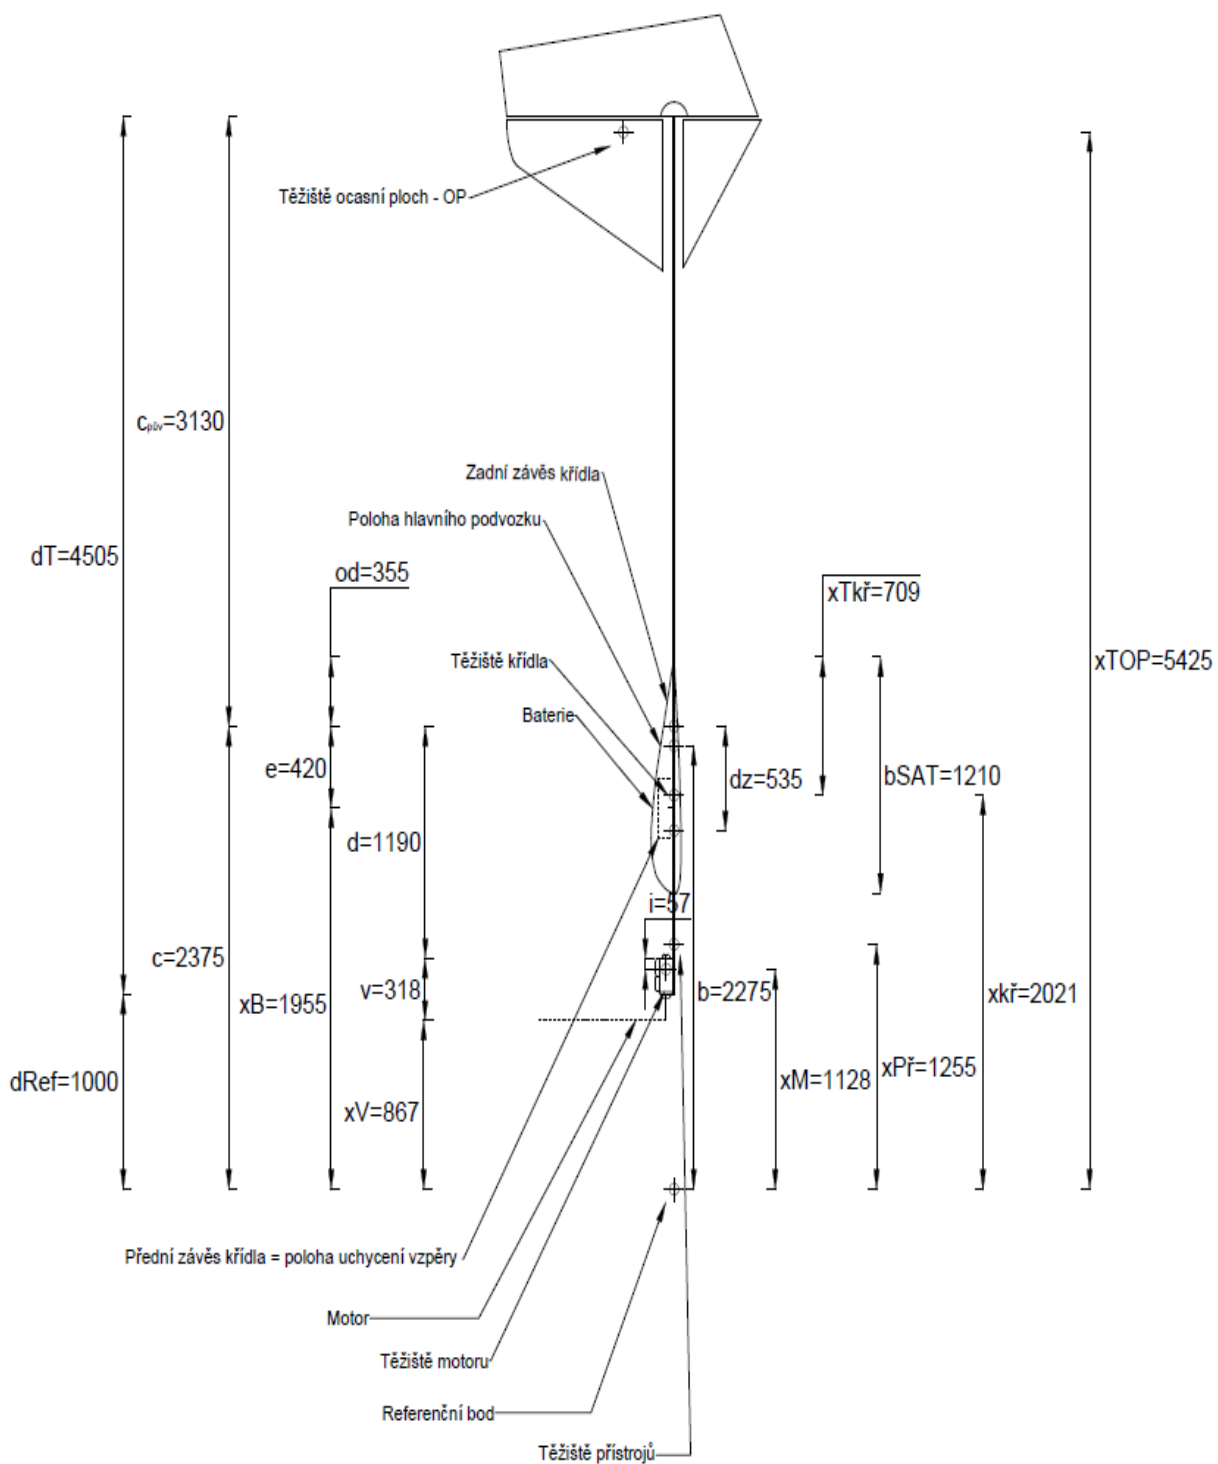 Těžiště ocasní ploch - OP
cpův=3130
Zadní závěs křídla
Poloha hlavního podvozku
dT=4505
od=355
xTkř=709
Těžiště křídla
xTOP=5425
Baterie
e=420
dz=535
bSAT=1210
d=1190
i=57
c=2375
v=318
b=2275
xB=1955
xkř=2021
xPř=1255
dRef=1000
xM=1128
xV=867
Přední závěs křídla = poloha uchycení vzpěry
Motor
Těžiště motoru
Referenční bod
Těžiště přístrojů